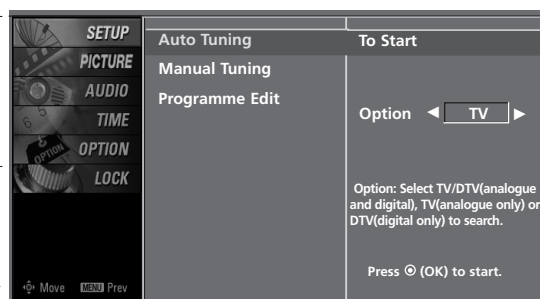 SETUP
PICTURE
AUDIO
TIME
OPTION
LOCK
Move MENU Prev
Auto Tuning
Manual Tuning
Programme Edit
To Start
Option ◀ TV ▶
Option: Select TV/DTV(analogue
and digital), TV(analogue only) or
DTV(digital only) to search.
Press ⊙ (OK) to start.